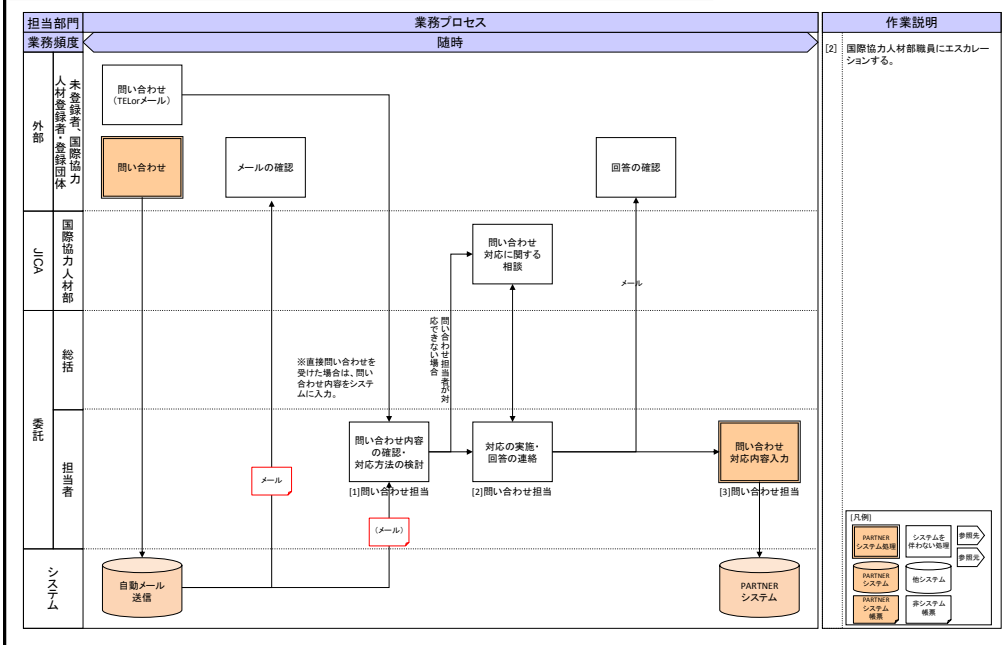 担当部門
業務プロセス
作業説明
業務頻度
随時
[2] 国際協力人材部職員にエスカレー
ションする。
外部
未登録者、国際協力
人材登録者・登録団体
問い合わせ
（TELorメール）
問い合わせ
メールの確認
回答の確認
JICA
国際協力人材部
問い合わせ
対応に関する
相談
メール
委託
総括
※直接問い合わせを
受けた場合は、問い
合わせ内容をシステ
ムに入力。
問い合わせ担当者が対
応できない場合
担当者
問い合わせ内容
の確認・
対応方法の検討
[1]問い合わせ担当
対応の実施・
回答の連絡
[2]問い合わせ担当
問い合わせ
対応内容入力
[3]問い合わせ担当
メール
（メール）
システム
自動メール
送信
PARTNER
システム
[凡例]
PARTNER
システム処理
システムを
伴わない処理
参照先
参照元
PARTNER
システム
他システム
PARTNER
システム
帳票
非システム
帳票